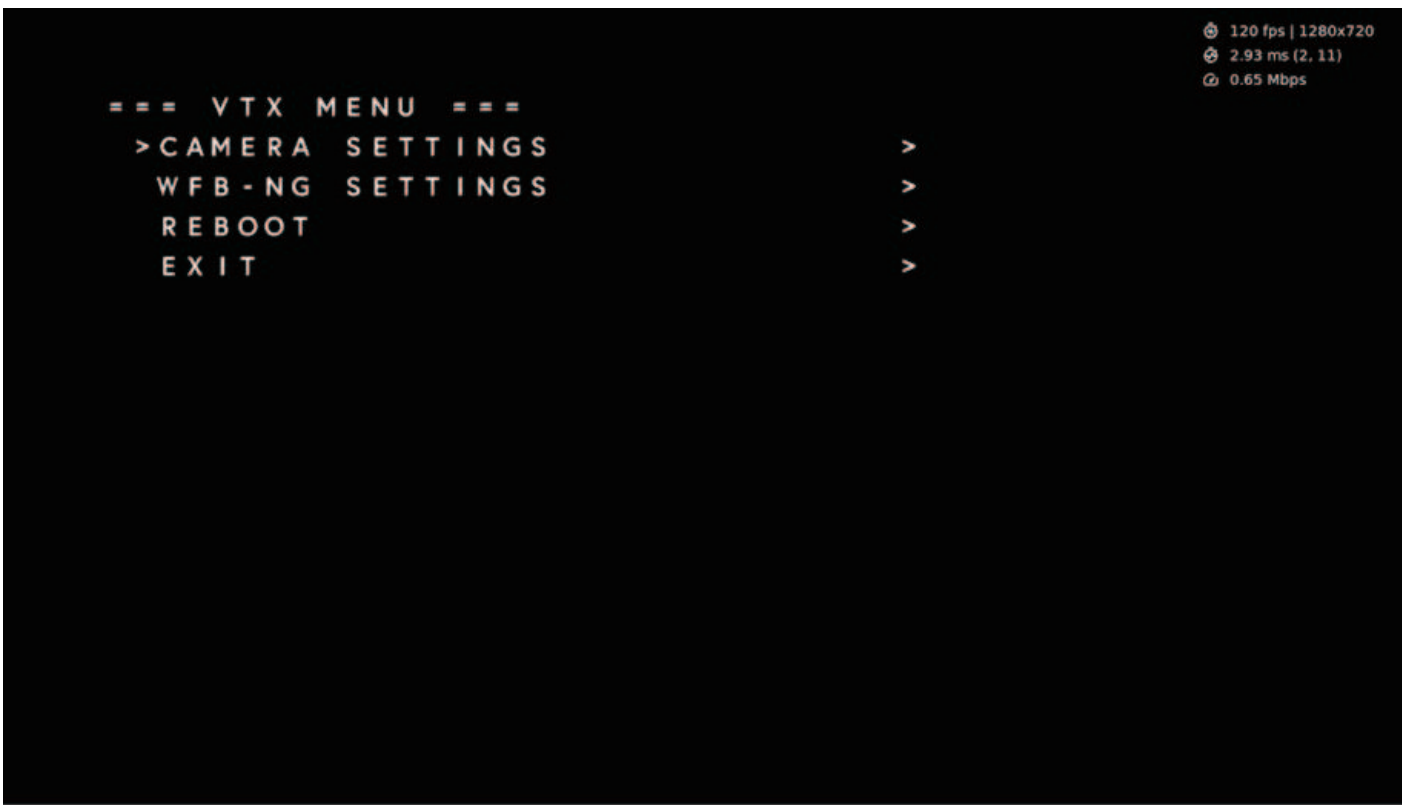 120 fps | 1280x720
2.93 ms (2, 11)
0.65 Mbps
=== VTX MENU ===
>CAMERA SETTINGS >
WFB-NG SETTINGS >
REBOOT >
EXIT >